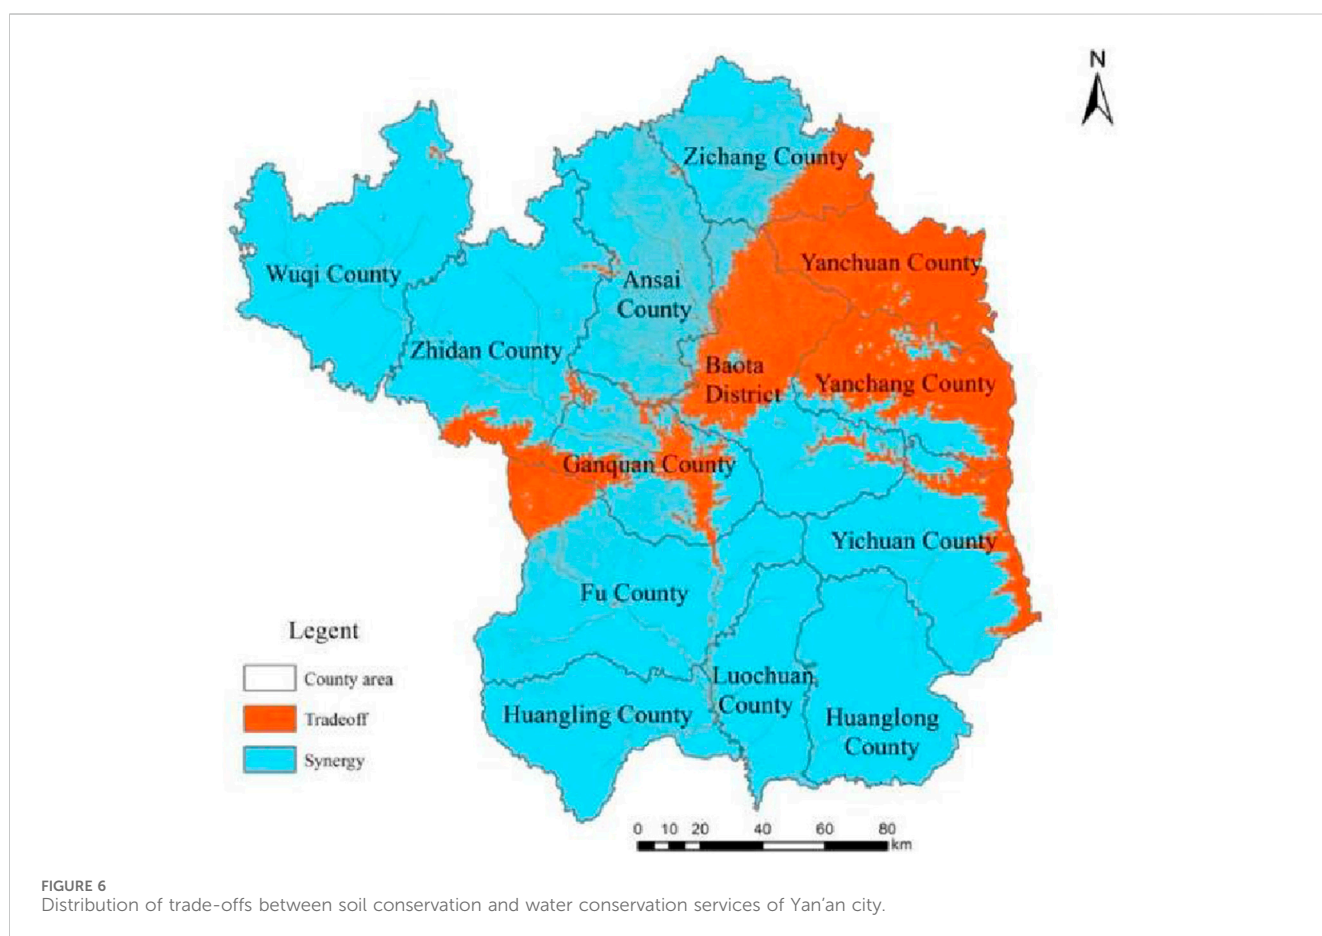 N
Zichang County
Yanchuan County
Wuqi County
Ansai
County
Zhidan County
Baota
District
Yanchang County
Ganquan County
Yichuan County
Fu County
Legent
County area
Luochuan
County
Tradeoff
Huangling County
Huanglong
County
Synergy
0 10 20 40 60 80
km
FIGURE 6
Distribution of trade-offs between soil conservation and water conservation services of Yan’an city.